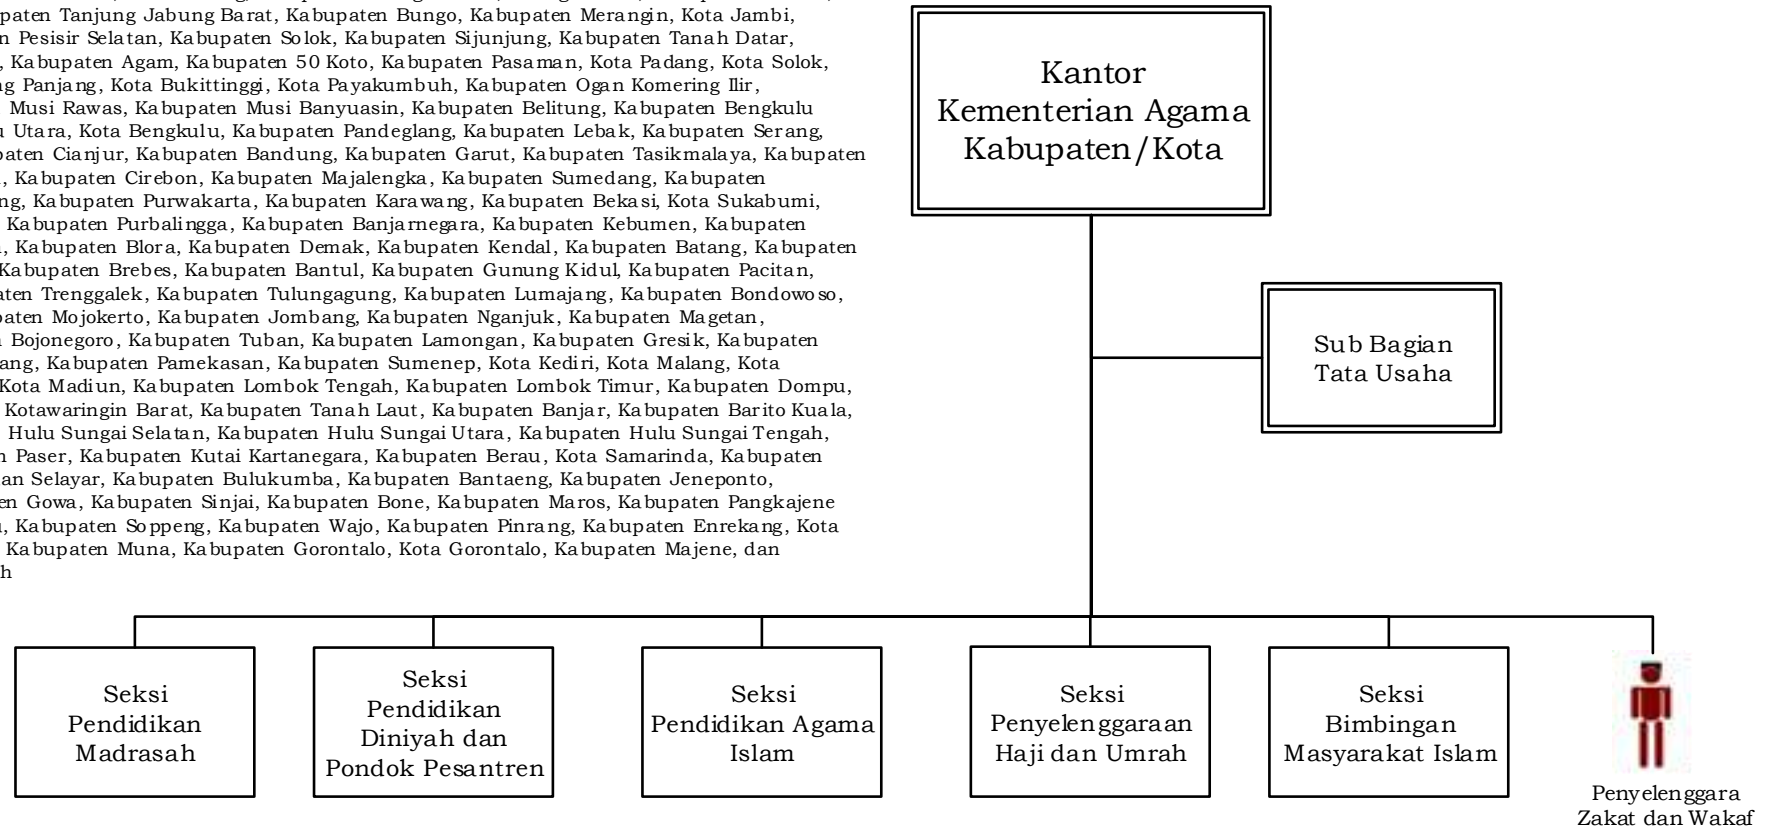 paten Tanjung Jabung Barat, Kabupaten Bungo, Kabupaten Merangin, Kota Jambi,
n Pesisir Selatan, Kabupaten Solok, Kabupaten Sijunjung, Kabupaten Tanah Datar,
, Kabupaten Agam, Kabupaten 50 Koto, Kabupaten Pasaman, Kota Padang, Kota Solok,
g Panjang, Kota Bukittinggi, Kota Payakumbuh, Kabupaten Ogan Komering Ilir,
Musi Rawas, Kabupaten Musi Banyuasin, Kabupaten Belitung, Kabupaten Bengkulu
u Utara, Kota Bengkulu, Kabupaten Pandeglang, Kabupaten Lebak, Kabupaten Serang,
paten Cianjur, Kabupaten Bandung, Kabupaten Garut, Kabupaten Tasikmalaya, Kabupaten
, Kabupaten Cirebon, Kabupaten Majalengka, Kabupaten Sumedang, Kabupaten
ng, Kabupaten Purwakarta, Kabupaten Karawang, Kabupaten Bekasi, Kota Sukabumi,
Kabupaten Purbalingga, Kabupaten Banjarnegara, Kabupaten Kebumen, Kabupaten
, Kabupaten Blora, Kabupaten Demak, Kabupaten Kendal, Kabupaten Batang, Kabupaten
Kabupaten Brebes, Kabupaten Bantul, Kabupaten Gunung Kidul, Kabupaten Pacitan,
aten Trenggalek, Kabupaten Tulungagung, Kabupaten Lumajang, Kabupaten Bondowoso,
paten Mojokerto, Kabupaten Jombang, Kabupaten Nganjuk, Kabupaten Magetan,
Bojonegoro, Kabupaten Tuban, Kabupaten Lamongan, Kabupaten Gresik, Kabupaten
ang, Kabupaten Pamekasan, Kabupaten Sumenep, Kota Kediri, Kota Malang, Kota
Kota Madiun, Kabupaten Lombok Tengah, Kabupaten Lombok Timur, Kabupaten Dompu,
Kotawaringin Barat, Kabupaten Tanah Laut, Kabupaten Banjar, Kabupaten Barito Kuala,
Hulu Sungai Selatan, Kabupaten Hulu Sungai Utara, Kabupaten Hulu Sungai Tengah,
n Paser, Kabupaten Kutai Kartanegara, Kabupaten Berau, Kota Samarinda, Kabupaten
an Selayar, Kabupaten Bulukumba, Kabupaten Bantaeng, Kabupaten Jeneponto,
en Gowa, Kabupaten Sinjai, Kabupaten Bone, Kabupaten Maros, Kabupaten Pangkajene
, Kabupaten Soppeng, Kabupaten Wajo, Kabupaten Pinrang, Kabupaten Enrekang, Kota
Kabupaten Muna, Kabupaten Gorontalo, Kota Gorontalo, Kabupaten Majene, dan
h
Kantor
Kementerian Agama
Kabupaten/Kota
Sub Bagian
Tata Usaha
Seksi
Pendidikan
Madrasah
Seksi
Pendidikan
Diniyah dan
Pondok Pesantren
Seksi
Pendidikan Agama
Islam
Seksi
Penyelenggaraan
Haji dan Umrah
Seksi
Bimbingan
Masyarakat Islam
Penyelenggara
Zakat dan Wakaf